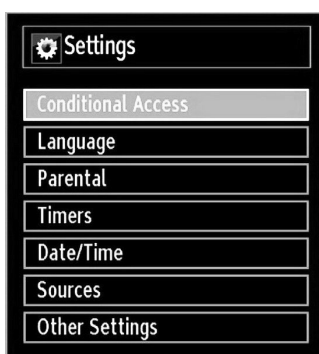 Settings
Conditional Access
Language
Parental
Timers
Date/Time
Sources
Other Settings